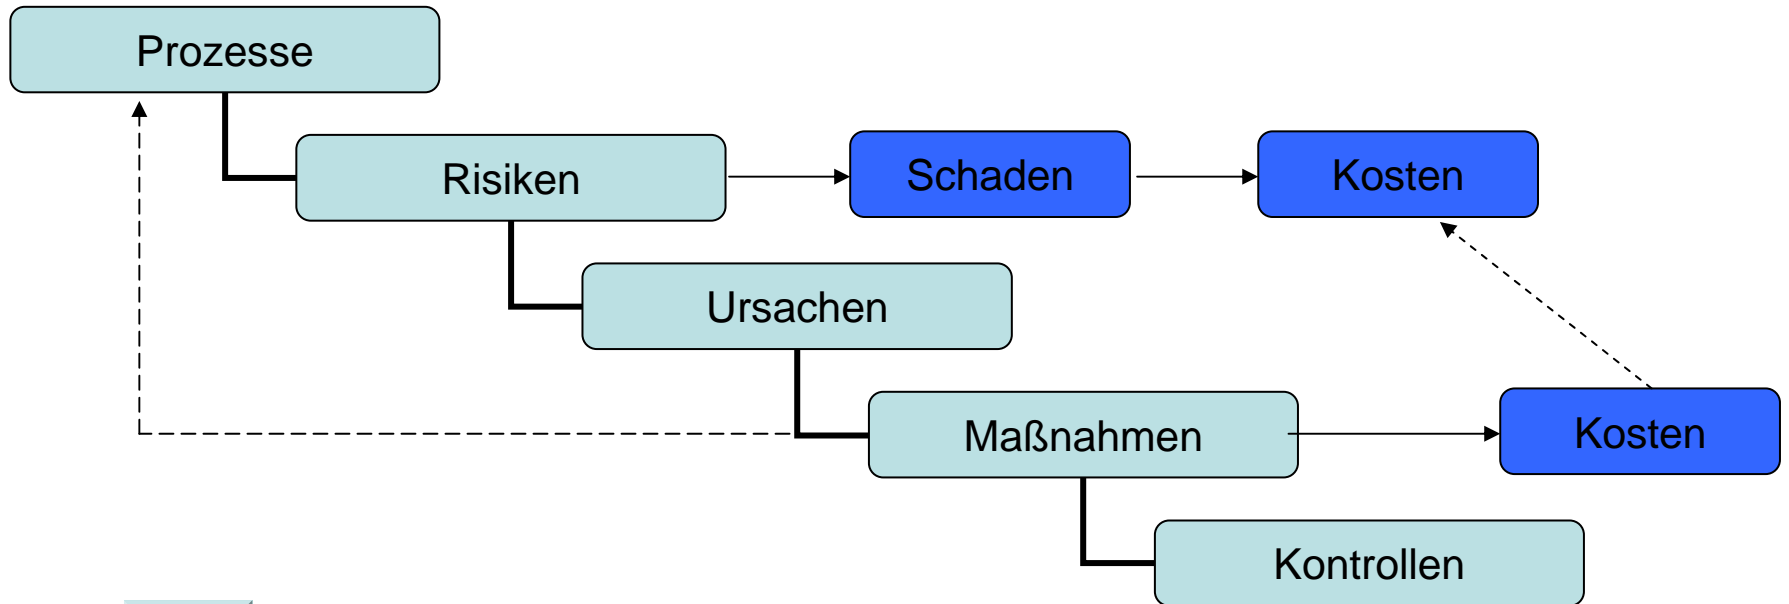 Prozesse
Risiken
Schaden
Kosten
Ursachen
Maßnahmen
Kosten
Kontrollen